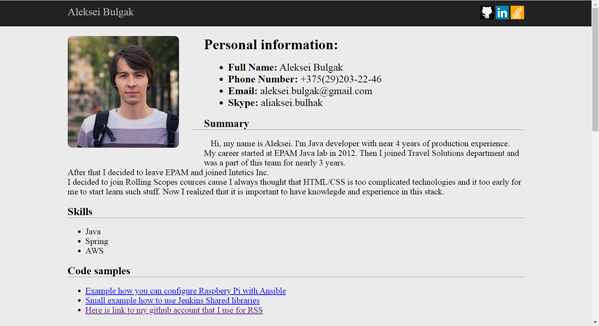 Aleksei Bulgak
Personal information:
Full Name: Aleksei Bulgak
Phone Number: +375(29)203-22-46
Email: aleksei.bulgak@gmail.com
Skype: aliaksei.bulhak
Summary
Hi, my name is Aleksei. I'm Java developer with near 4 years of production experience.
My career started at EPAM Java lab in 2012. Then I joined Travel Solutions department and
was a part of this team for nearly 3 years.
After that I decided to leave EPAM and joined Intetics Inc.
I decided to join Rolling Scopes cources cause I always thought that HTML/CSS is too complicated technologies and it too early for
me to start learn such stuff. Now I realized that it is important to have knowlegde and experience in this stack.
Skills
Java
Spring
AWS
Code samples
Example how you can configure Raspbery Pi with Ansible
Small example how to use Jenkins Shared libraries
Here is link to my github account that I use for RSS